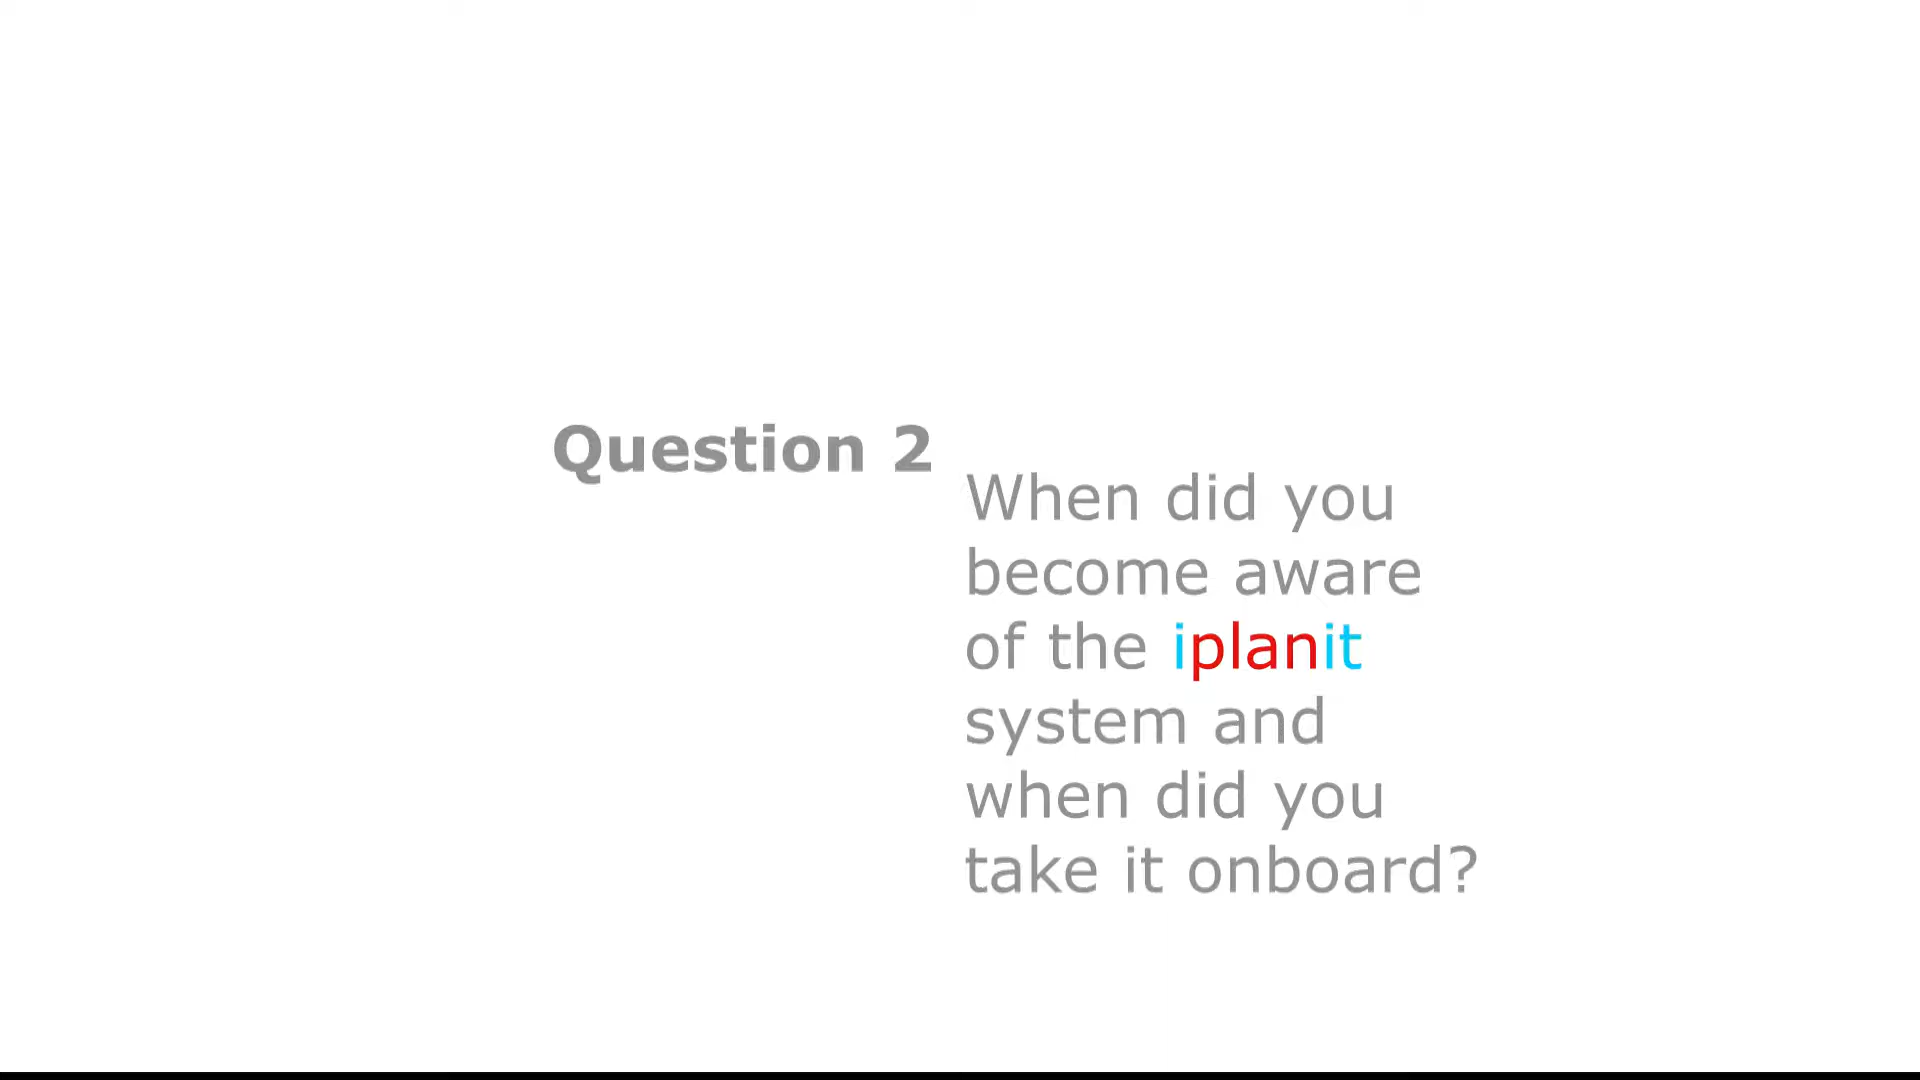 Question 2
When did you
become aware
of the iplanit
system and
when did you
take it onboard?